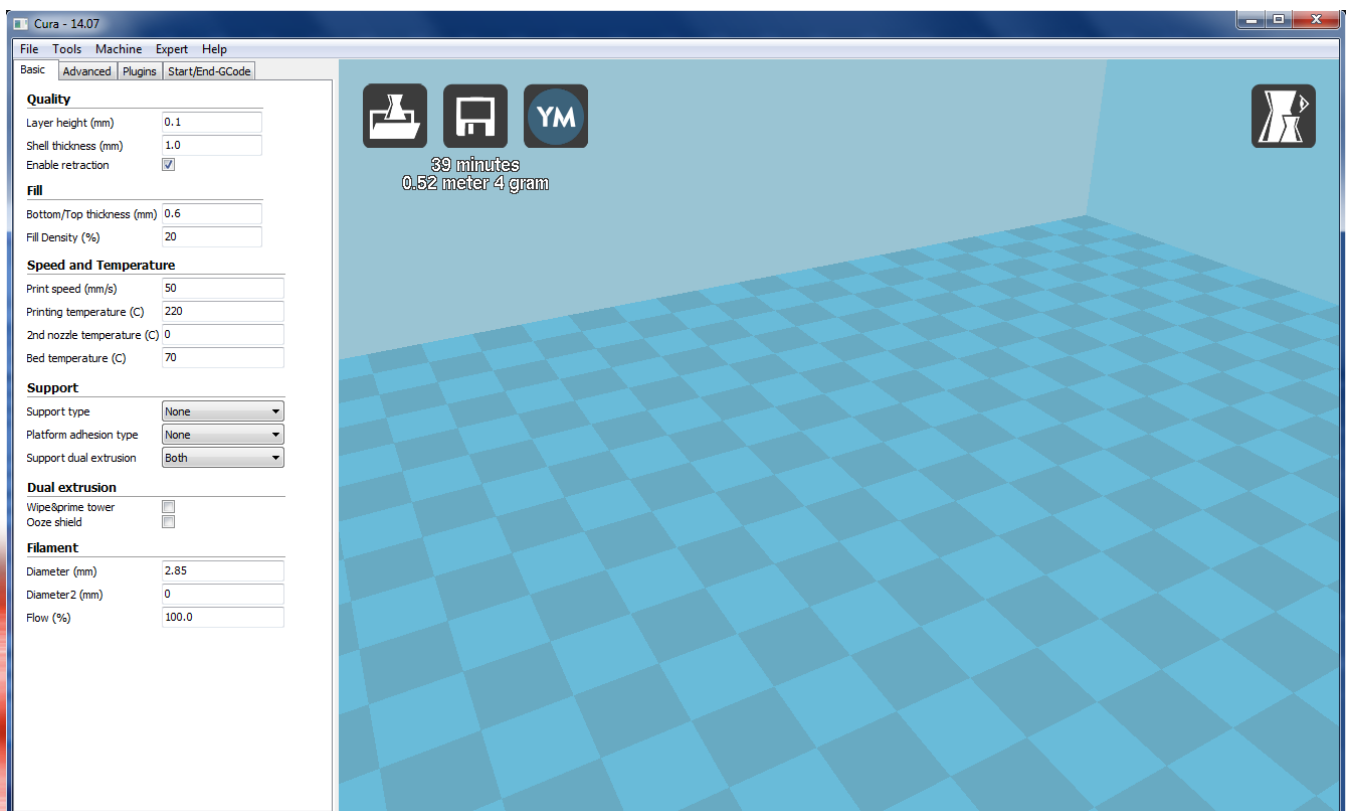 Cura - 14.07
File Tools Machine Expert Help
Basic Advanced Plugins Start/End-GCode
Quality
Layer height (mm) 0.1
Shell thickness (mm) 1.0
Enable retraction
Fill
Bottom/Top thickness (mm) 0.6
Fill Density (%) 20
Speed and Temperature
Print speed (mm/s) 50
Printing temperature (C) 220
2nd nozzle temperature (C) 0
Bed temperature (C) 70
Support
Support type None
Platform adhesion type None
Support dual extrusion Both
Dual extrusion
Wipe&prime tower
Ooze shield
Filament
Diameter (mm) 2.85
Diameter2 (mm) 0
Flow (%) 100.0
YM
39 minutes
0.52 meter 4 gram